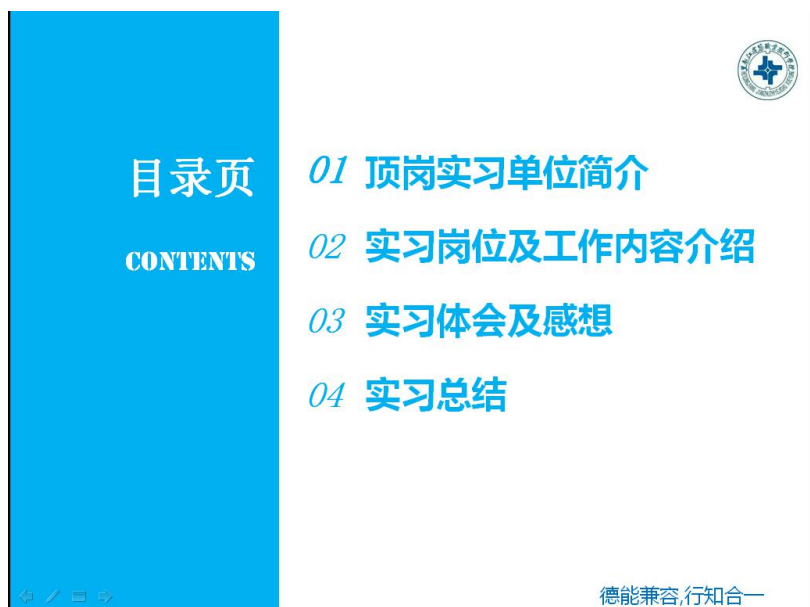 目录页
CONTENTS
01 顶岗实习单位简介
02 实习岗位及工作内容介绍
03 实习体会及感想
04 实习总结
德能兼容,行知合一